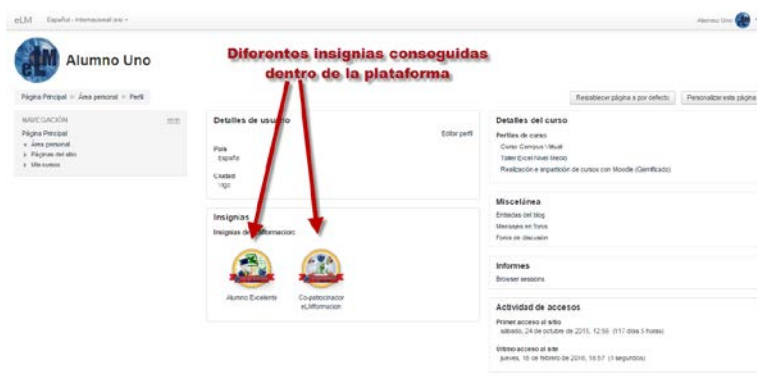 eLM
Español - Internacional (es)
Alumno Uno
eLM
Alumno Uno
Diforentos insignias conseguidas
dentro de la plataforma
Página Principal
Área personal
Perfil
Restablecer página a por defecto
Personalizar esta página
NAVEGACIÓN
Página Principal
Área personal
Páginas del sitio
Mis cursos
Detalles de usuario
Editar perfil
País
España
Ciudad
Vigo
Insignias
Insignias de
Alumno Excelente
Co-patrocinador
eLMformacion
Detalles del curso
Perfiles de curso
Curso Campus Virtual
Taller Excel Nivel Medio
Realización e impartición de cursos con Moodle (Gamificado)
Miscelánea
Entradas del blog
Mensajes en foros
Foros de discusión
Informes
Browser sessions
Actividad de accesos
Primer acceso al sitio
sábado, 24 de octubre de 2015, 12:56 (117 días 5 horas)
Último acceso al sitio
jueves, 18 de febrero de 2016, 16:57 (1 segundos)